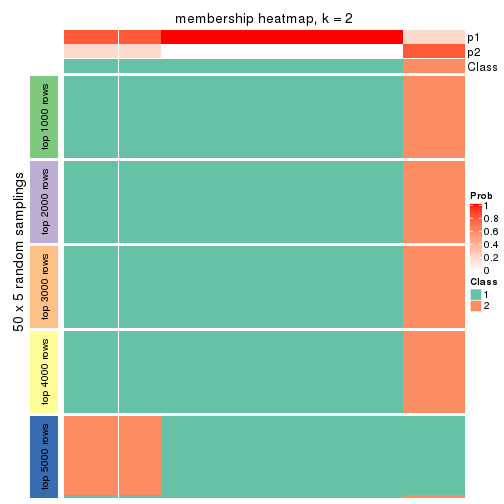 membership heatmap, k = 2
p1
p2
Class
top 1000 rows
top 2000 rows
top 3000 rows
top 4000 rows
top 5000 rows
50 x 5 random samplings
Prob
1
0.8
0.6
0.4
0.2
0
Class
1
2